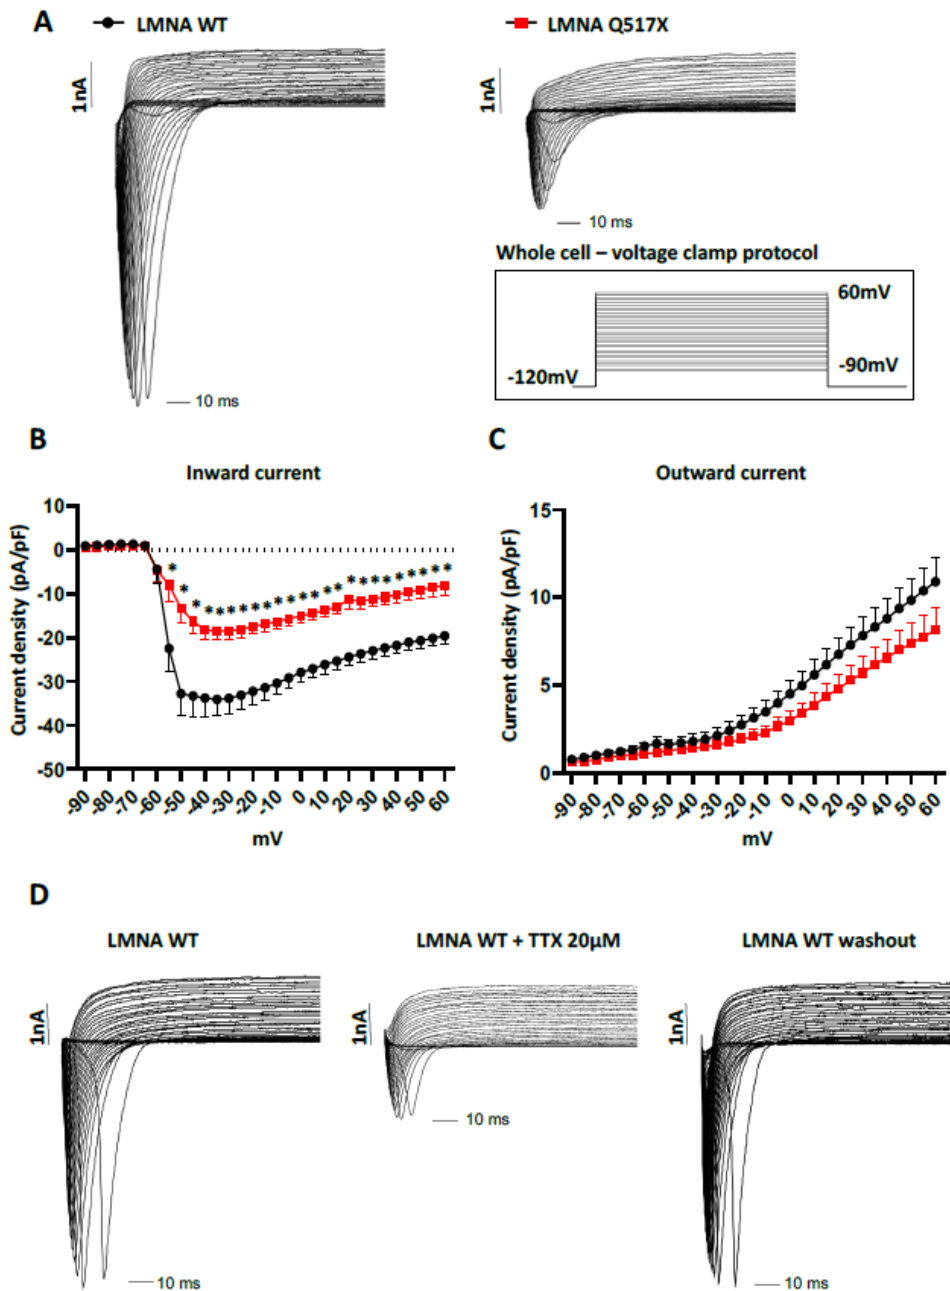 A
LMNA WT
LMNA Q517X
1nA
1nA
10 ms
10 ms
Whole cell – voltage clamp protocol
60mV
-90mV
-120mV
B
C
Inward current
Outward current
Current density (pA/pF)
10
0
-10
-20
-30
-40
-50
* * * * * * * * * * * * * * * * * * * * * * * *
-90 -80 -70 -60 -50 -40 -30 -20 -10 0 10 20 30 40 50 60
mV
Current density (pA/pF)
15
10
5
0
-90 -80 -70 -60 -50 -40 -30 -20 -10 0 10 20 30 40 50 60
mV
D
LMNA WT
LMNA WT + TTX 20μM
LMNA WT washout
1nA
1nA
1nA
10 ms
10 ms
10 ms